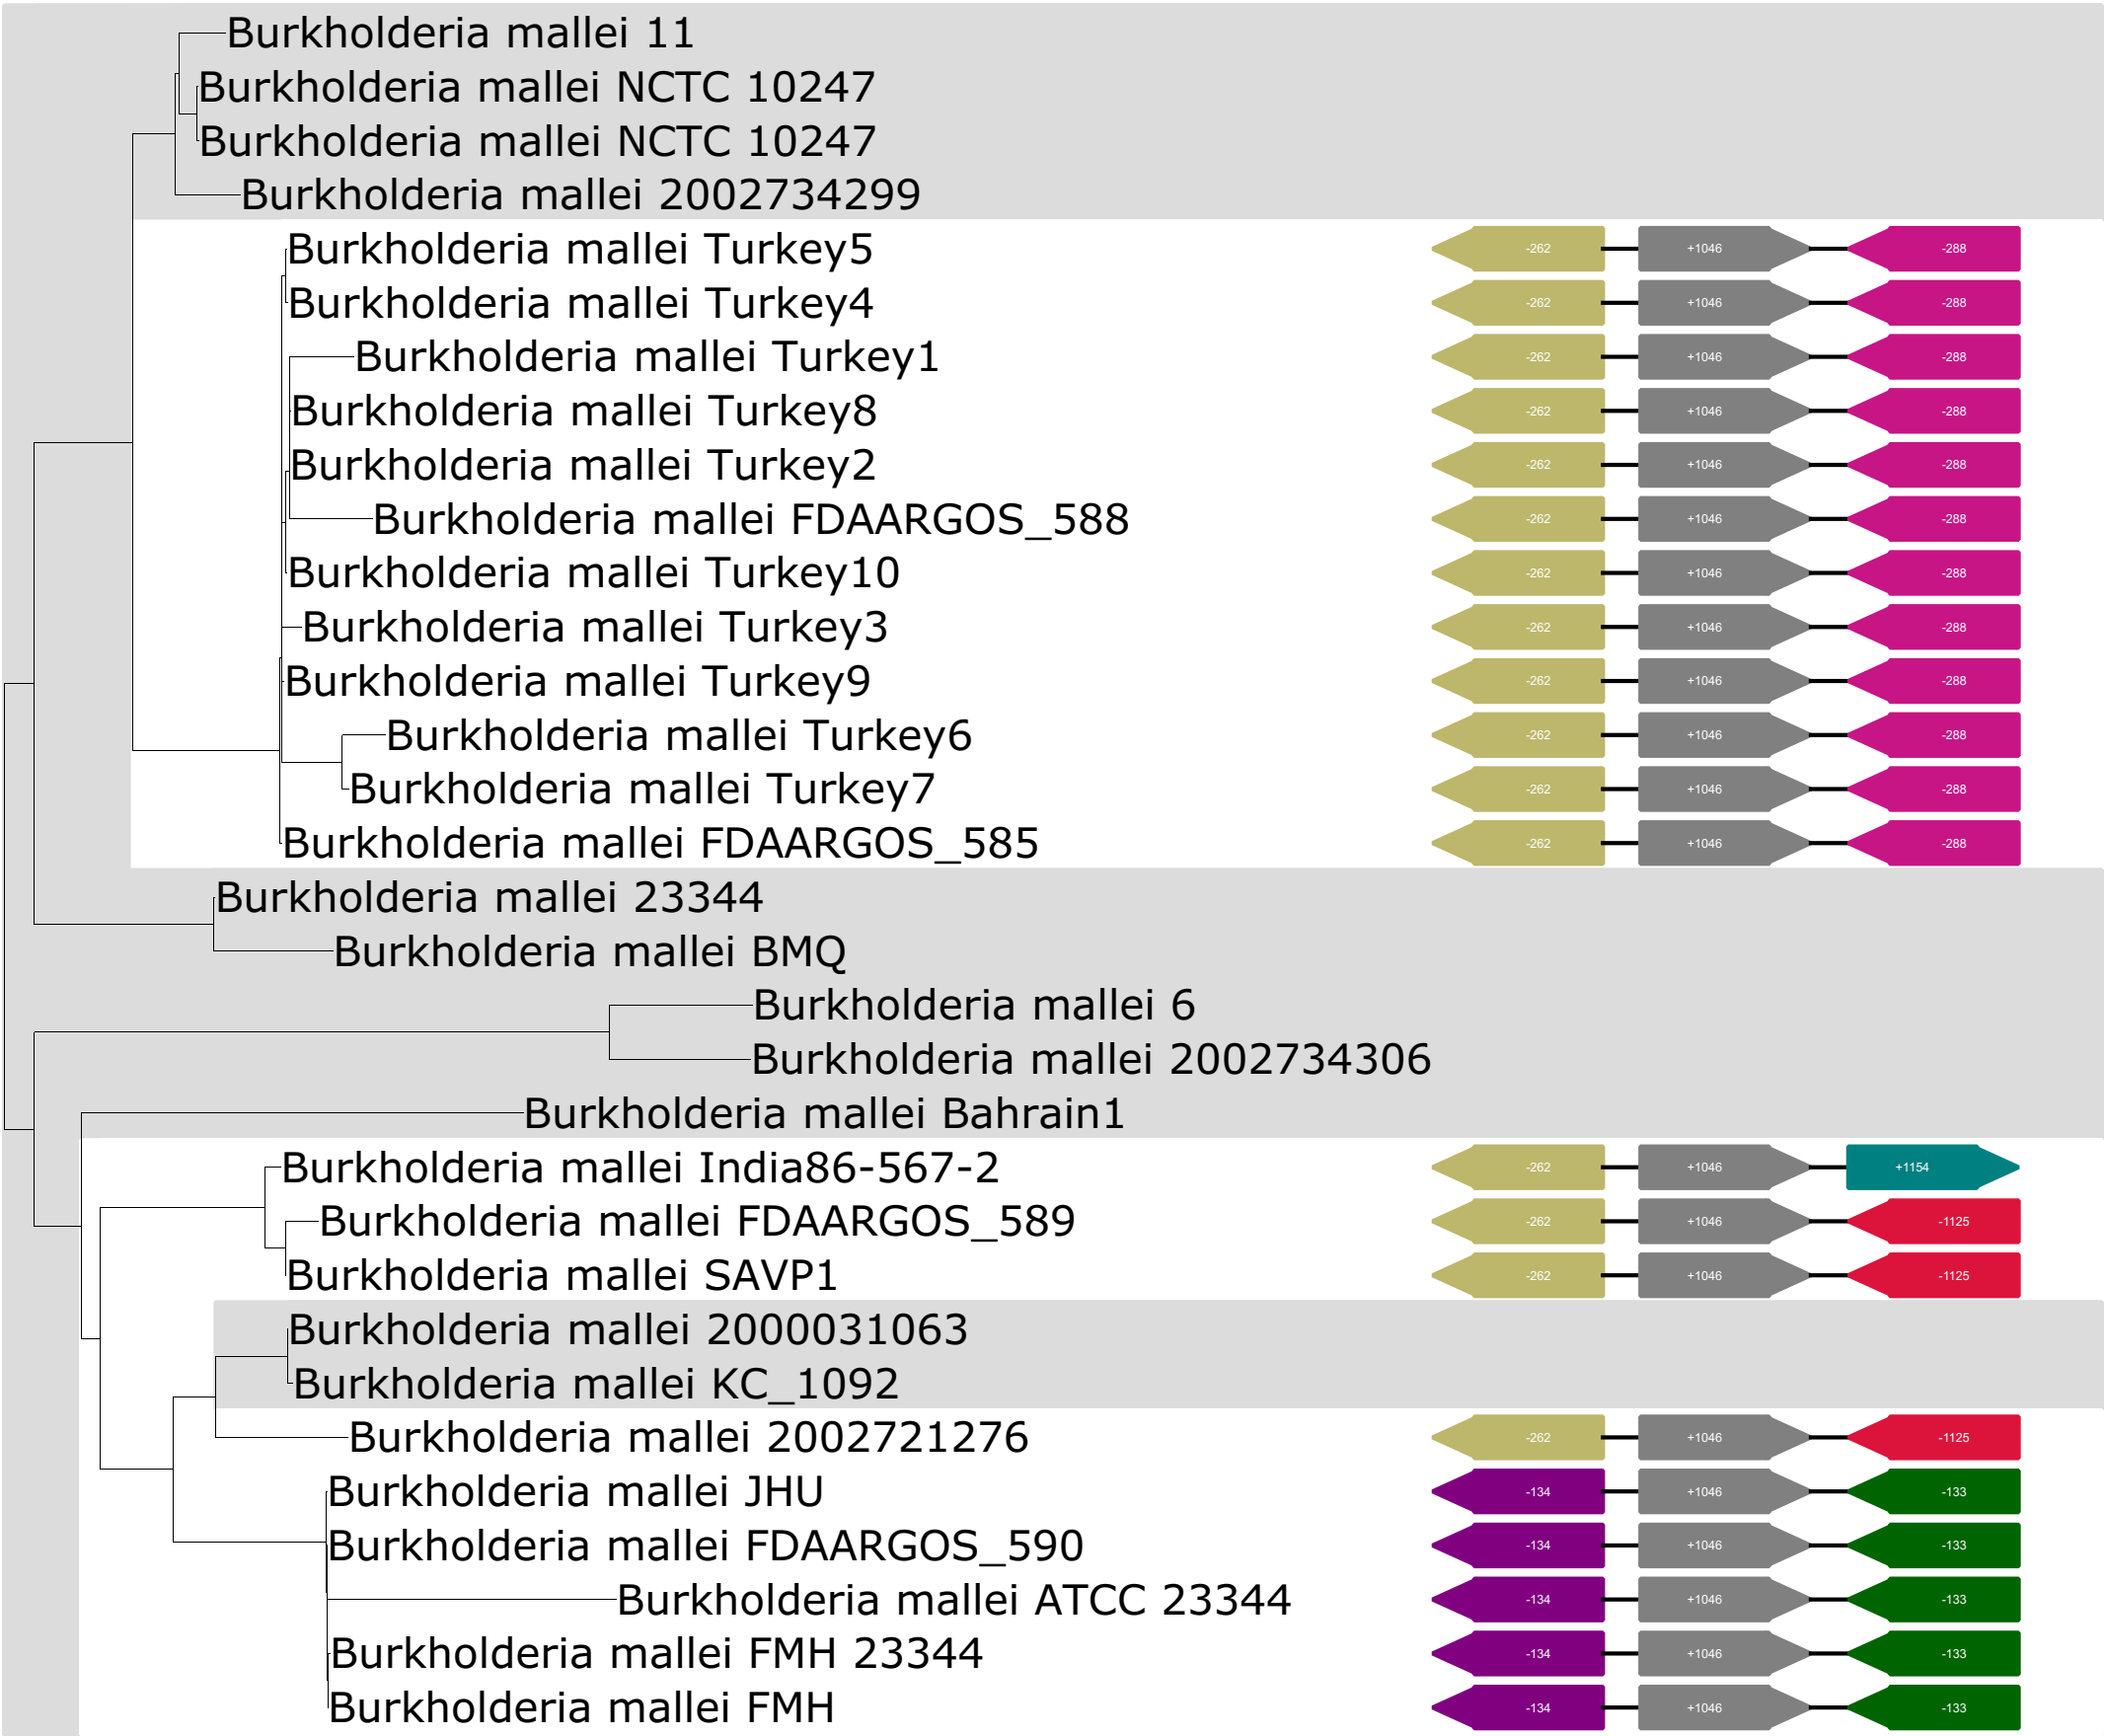 Burkholderia mallei 11
Burkholderia mallei NCTC 10247
Burkholderia mallei NCTC 10247
Burkholderia mallei 2002734299
Burkholderia mallei Turkey5 -262 +1046 -288
Burkholderia mallei Turkey4 -262 +1046 -288
Burkholderia mallei Turkey1 -262 +1046 -288
Burkholderia mallei Turkey8 -262 +1046 -288
Burkholderia mallei Turkey2 -262 +1046 -288
Burkholderia mallei FDAARGOS_588 -262 +1046 -288
Burkholderia mallei Turkey10 -262 +1046 -288
Burkholderia mallei Turkey3 -262 +1046 -288
Burkholderia mallei Turkey9 -262 +1046 -288
Burkholderia mallei Turkey6 -262 +1046 -288
Burkholderia mallei Turkey7 -262 +1046 -288
Burkholderia mallei FDAARGOS_585 -262 +1046 -288
Burkholderia mallei 23344
Burkholderia mallei BMQ
Burkholderia mallei 6
Burkholderia mallei 2002734306
Burkholderia mallei Bahrain1
Burkholderia mallei India86-567-2 -262 +1046 +1154
Burkholderia mallei FDAARGOS_589 -262 +1046 -1125
Burkholderia mallei SAVP1 -262 +1046 -1125
Burkholderia mallei 2000031063
Burkholderia mallei KC_1092
Burkholderia mallei 2002721276 -262 +1046 -1125
Burkholderia mallei JHU -134 +1046 -133
Burkholderia mallei FDAARGOS_590 -134 +1046 -133
Burkholderia mallei ATCC 23344 -134 +1046 -133
Burkholderia mallei FMH 23344 -134 +1046 -133
Burkholderia mallei FMH -134 +1046 -133